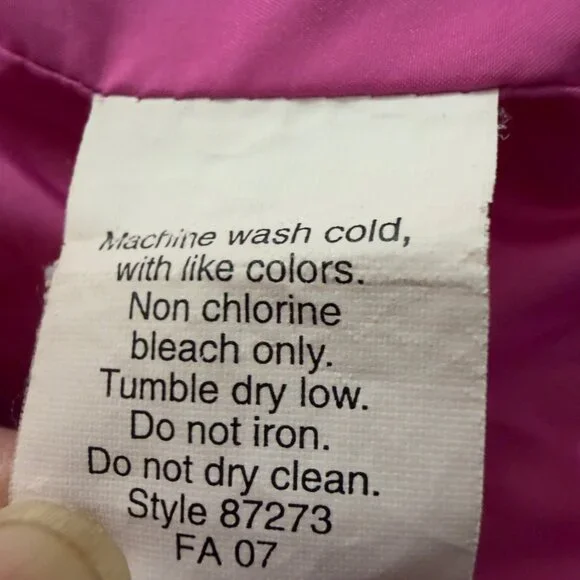 Machine wash cold,
with like colors.
Non chlorine
bleach only.
Tumble dry low.
Do not iron.
Do not dry clean.
Style 87273
FA 07